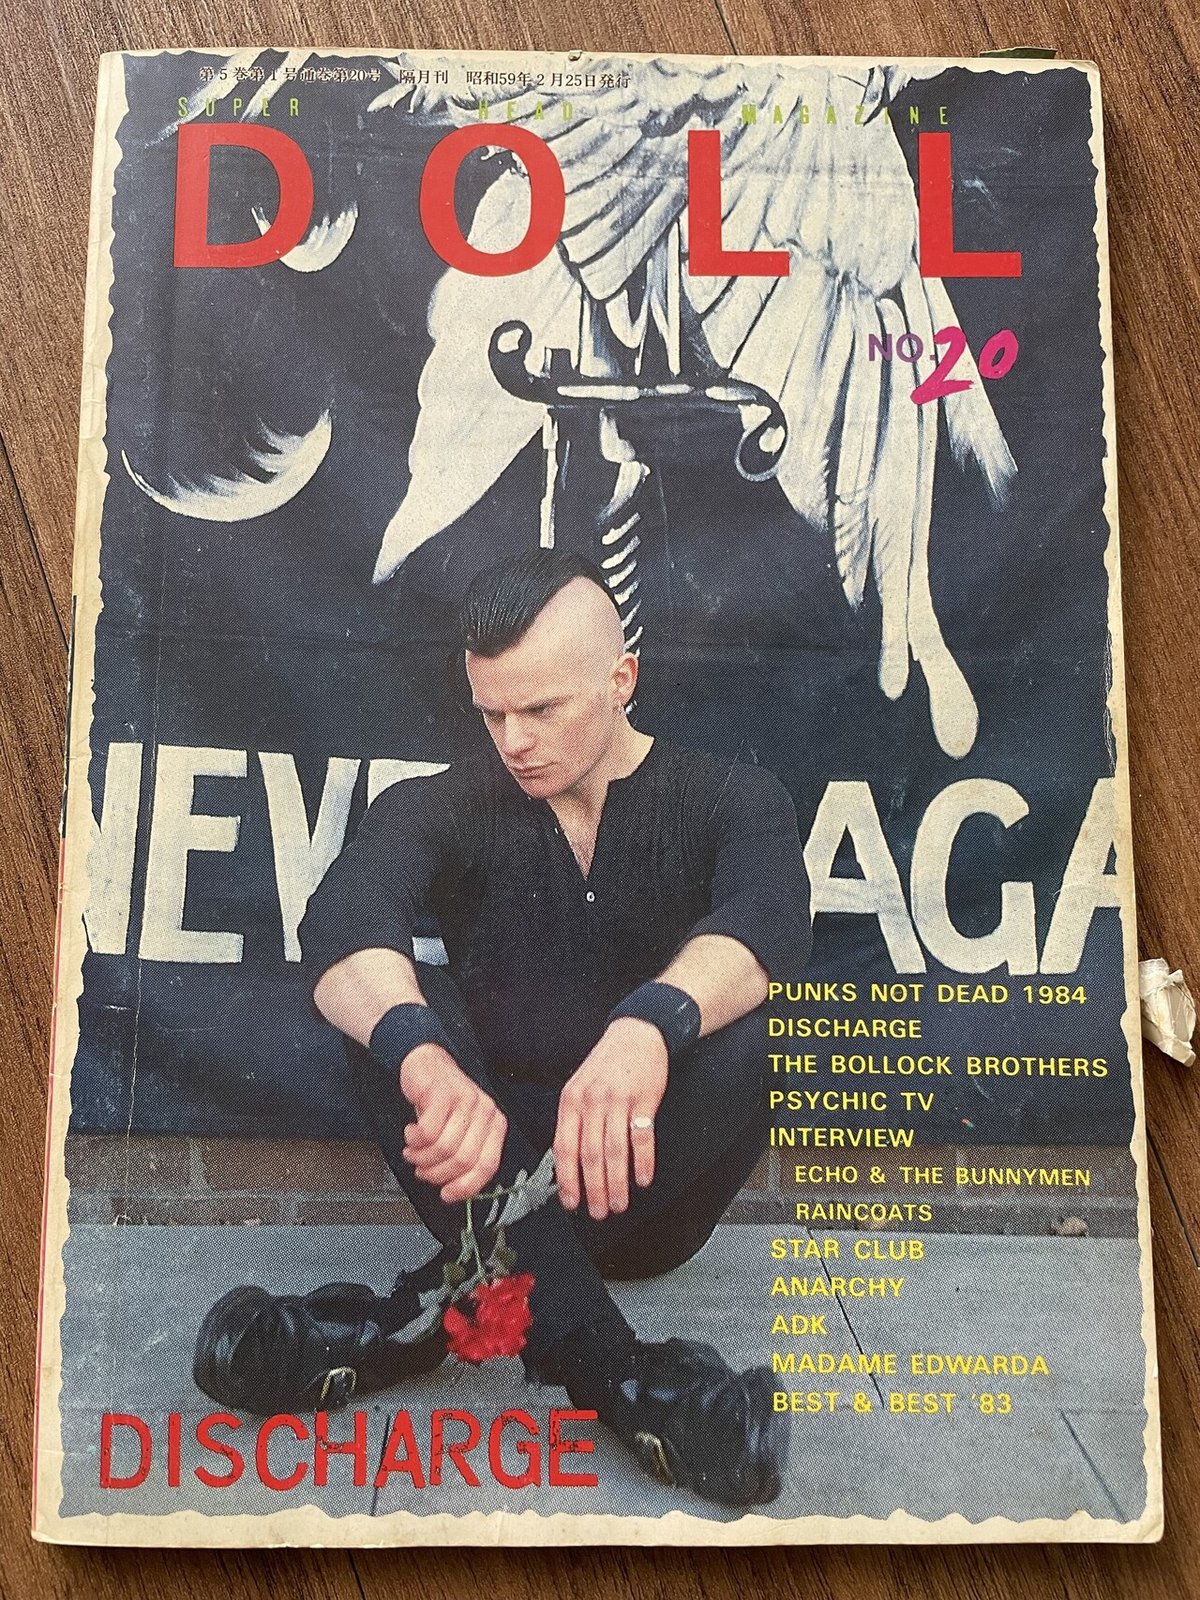 第5巻第1号通巻第20号 隔月刊 昭和59年2月25日発行
SUPER HEAD MAGAZINE
DOLL
NO.20
NEVE AGA
PUNKS NOT DEAD 1984
DISCHARGE
THE BOLLOCK BROTHERS
PSYCHIC TV
INTERVIEW
ECHO & THE BUNNYMEN
RAINCOATS
STAR CLUB
ANARCHY
ADK
MADAME EDWARDA
BEST & BEST '83
DISCHARGE